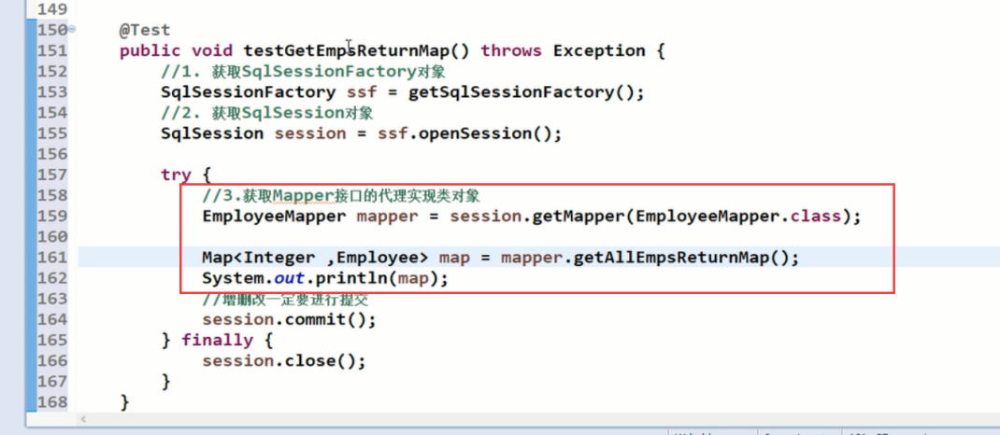 149
150 @Test
151 public void testGetEmpsReturnMap() throws Exception {
152 //1. 获取SqlSessionFactory对象
153 SqlSessionFactory ssf = getSqlSessionFactory();
154 //2. 获取SqlSession对象
155 SqlSession session = ssf.openSession();
156
157 try {
158 //3.获取Mapper接口的代理实现类对象
159 EmployeeMapper mapper = session.getMapper(EmployeeMapper.class);
160
161 Map<Integer ,Employee> map = mapper.getAllEmpsReturnMap();
162 System.out.println(map);
163 //增删改一定要进行提交
164 session.commit();
165 } finally {
166 session.close();
167 }
168 }